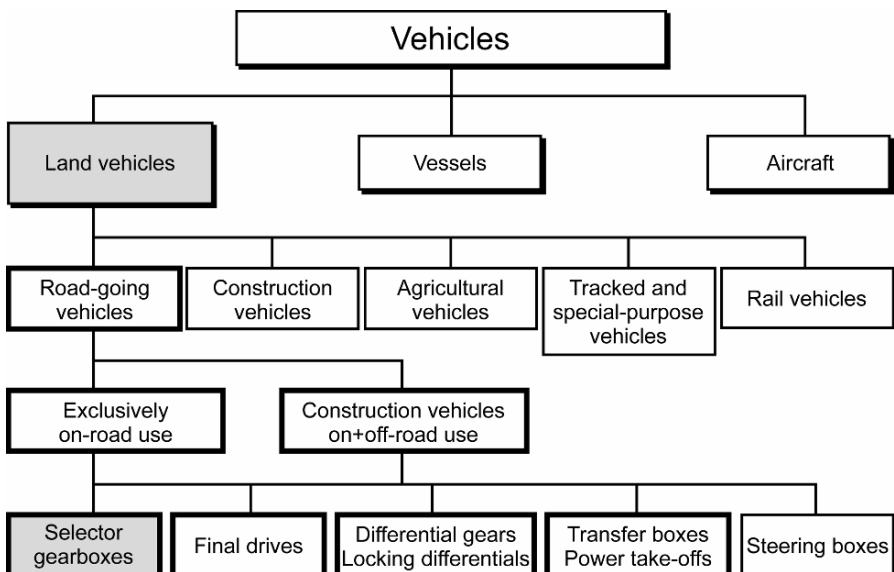 Vehicles
Land vehicles
Vessels
Aircraft
Road-going
vehicles
Construction
vehicles
Agricultural
vehicles
Tracked and
special-purpose
vehicles
Rail vehicles
Exclusively
on-road use
Construction vehicles
on+off-road use
Selector
gearboxes
Final drives
Differential gears
Locking differentials
Transfer boxes
Power take-offs
Steering boxes